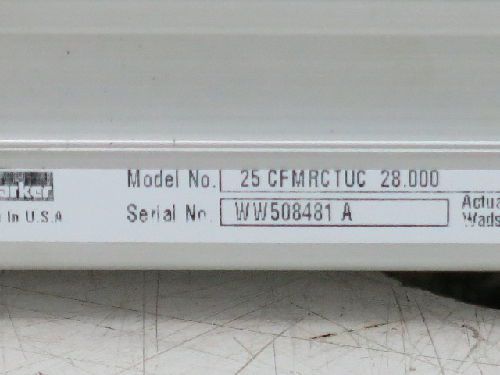 Model No. 25 CFMRCTUC 28.000
Serial No. WW508481 A
In U.S.A